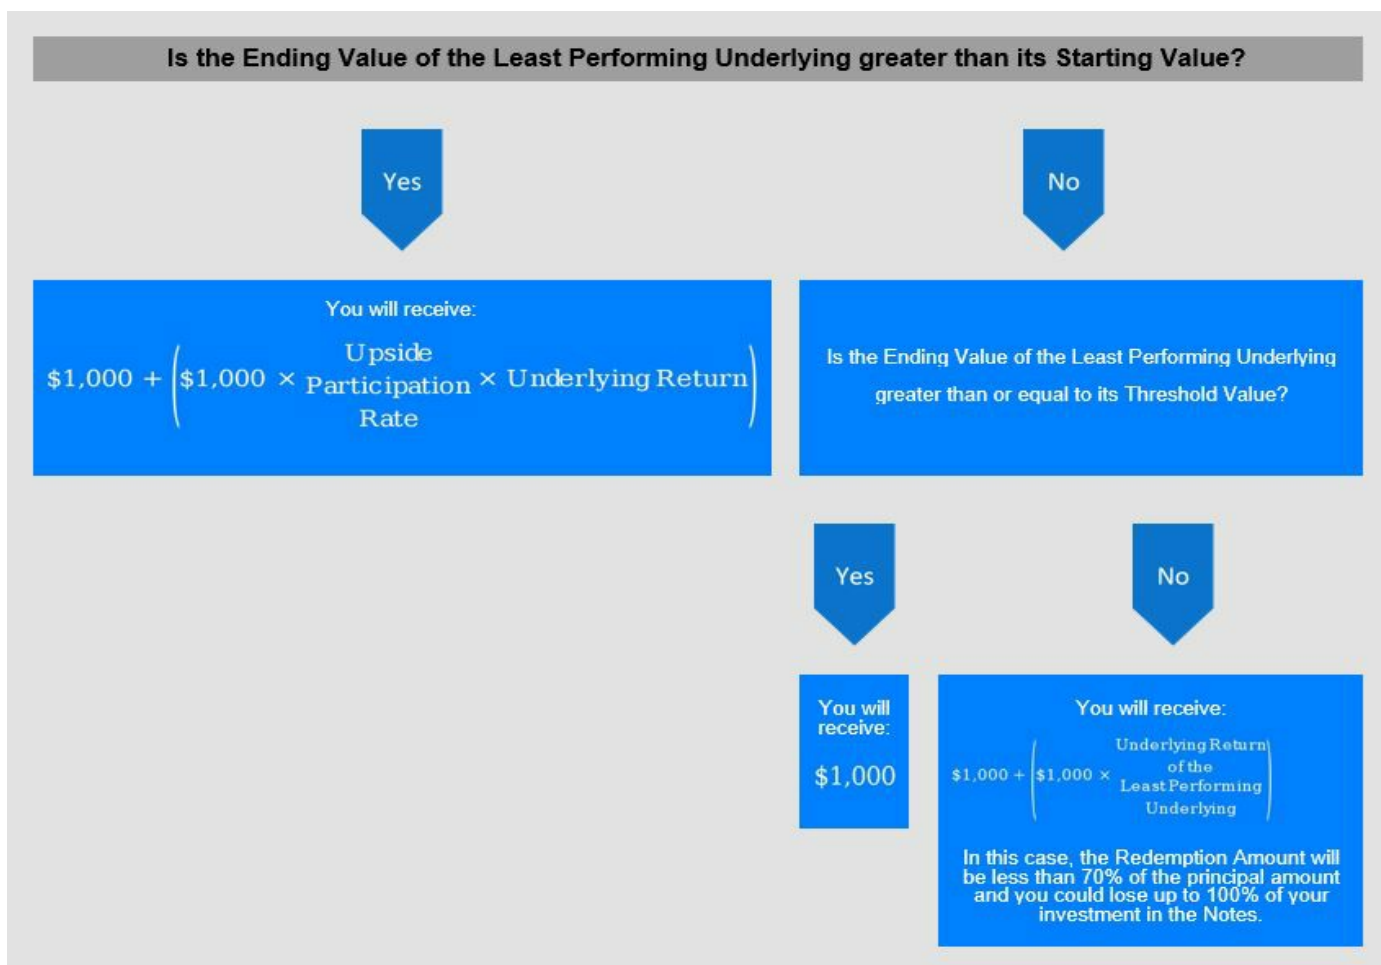 Is the Ending Value of the Least Performing Underlying greater than its Starting Value?
Yes
No
You will receive:
$1,000 + ($1,000 × Upside Participation Rate × Underlying Return)
Is the Ending Value of the Least Performing Underlying
greater than or equal to its Threshold Value?
Yes
No
You will
receive:
$1,000
You will receive:
$1,000 + ($1,000 × Underlying Return of the Least Performing Underlying)
In this case, the Redemption Amount will
be less than 70% of the principal amount
and you could lose up to 100% of your
investment in the Notes.